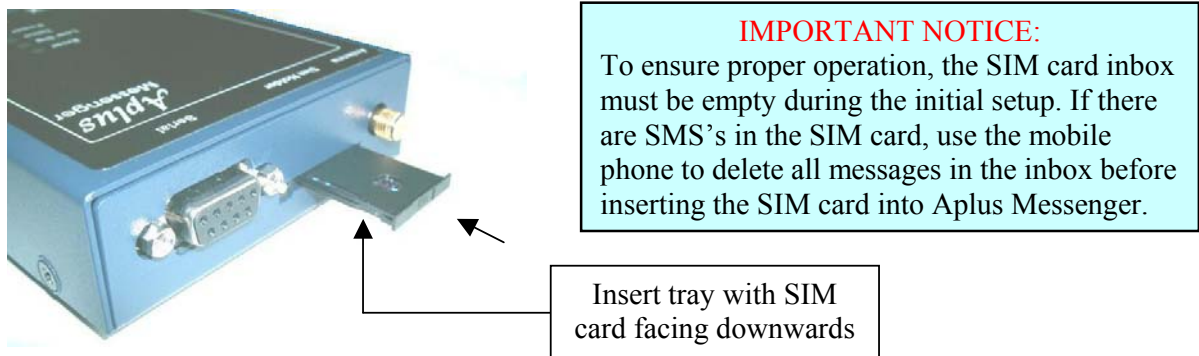 Aplus
Messenger
Serial
Sim Holder
IMPORTANT NOTICE:
To ensure proper operation, the SIM card inbox
must be empty during the initial setup. If there
are SMS's in the SIM card, use the mobile
phone to delete all messages in the inbox before
inserting the SIM card into Aplus Messenger.
Insert tray with SIM
card facing downwards